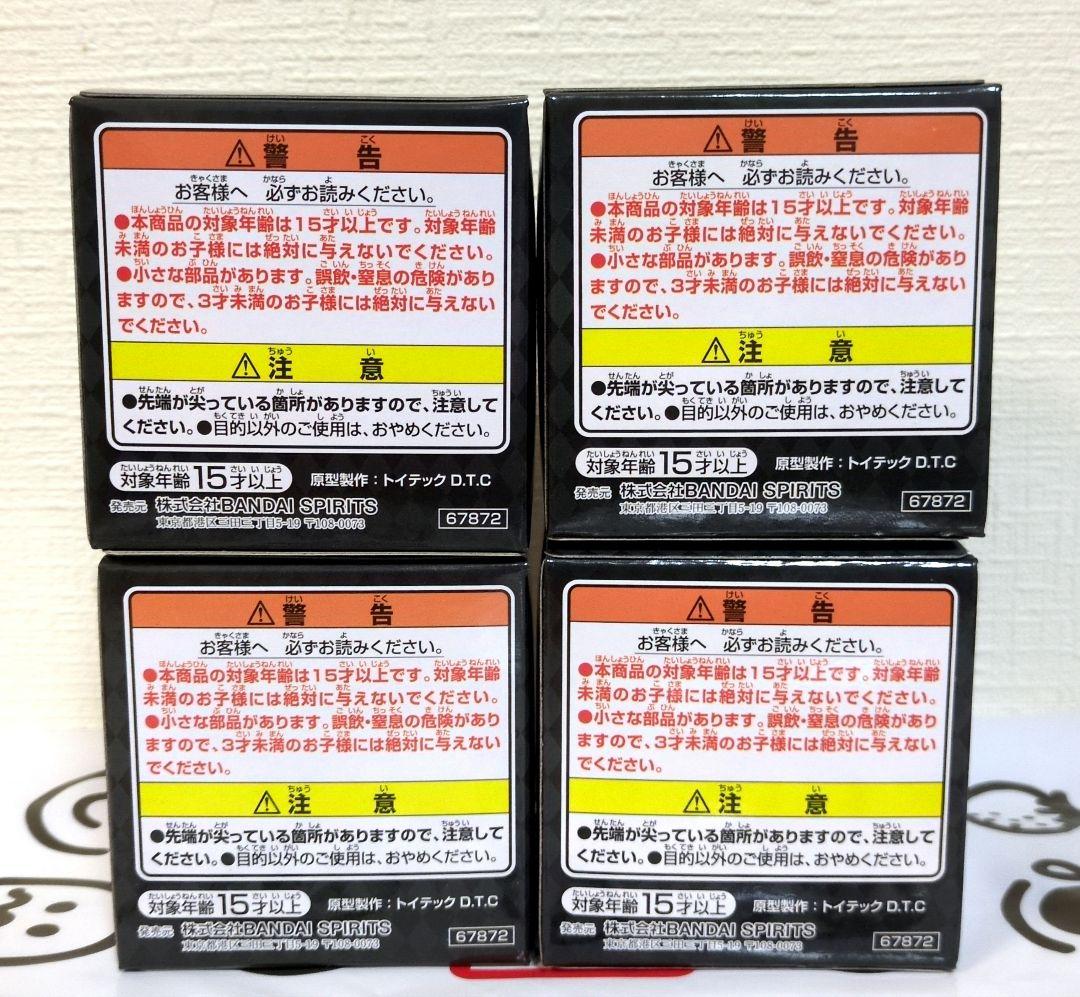 警告
お客様へ 必ずお読みください。
●本商品の対象年齢は15才以上です。対象年齢
未満のお子様には絶対に与えないでください。
●小さな部品があります。誤飲・窒息の危険があり
ますので、3才未満のお子様には絶対に与えない
でください。
注意
●先端が尖っている箇所がありますので、注意して
ください。●目的以外のご使用は、おやめください。
対象年齢 15才以上 原型製作:トイテック D.T.C
発売元 株式会社BANDAI SPIRITS
東京都港区三田三丁目5-19 〒108-0073
67872
警告
お客様へ 必ずお読みください。
●本商品の対象年齢は15才以上です。対象年齢
未満のお子様には絶対に与えないでください。
●小さな部品があります。誤飲・窒息の危険があり
ますので、3才未満のお子様には絶対に与えない
でください。
注意
●先端が尖っている箇所がありますので、注意して
ください。●目的以外のご使用は、おやめください。
対象年齢 15才以上 原型製作:トイテック D.T.C
発売元 株式会社BANDAI SPIRITS
東京都港区三田三丁目5-19 〒108-0073
67872
警告
お客様へ 必ずお読みください。
●本商品の対象年齢は15才以上です。対象年齢
未満のお子様には絶対に与えないでください。
●小さな部品があります。誤飲・窒息の危険があり
ますので、3才未満のお子様には絶対に与えない
でください。
注意
●先端が尖っている箇所がありますので、注意して
ください。●目的以外のご使用は、おやめください。
対象年齢 15才以上 原型製作:トイテック D.T.C
発売元 株式会社BANDAI SPIRITS
東京都港区三田三丁目5-19 〒108-0073
67872
警告
お客様へ 必ずお読みください。
●本商品の対象年齢は15才以上です。対象年齢
未満のお子様には絶対に与えないでください。
●小さな部品があります。誤飲・窒息の危険があり
ますので、3才未満のお子様には絶対に与えない
でください。
注意
●先端が尖っている箇所がありますので、注意して
ください。●目的以外のご使用は、おやめください。
対象年齢 15才以上 原型製作:トイテック D.T.C
発売元 株式会社BANDAI SPIRITS
東京都港区三田三丁目5-19 〒108-0073
67872